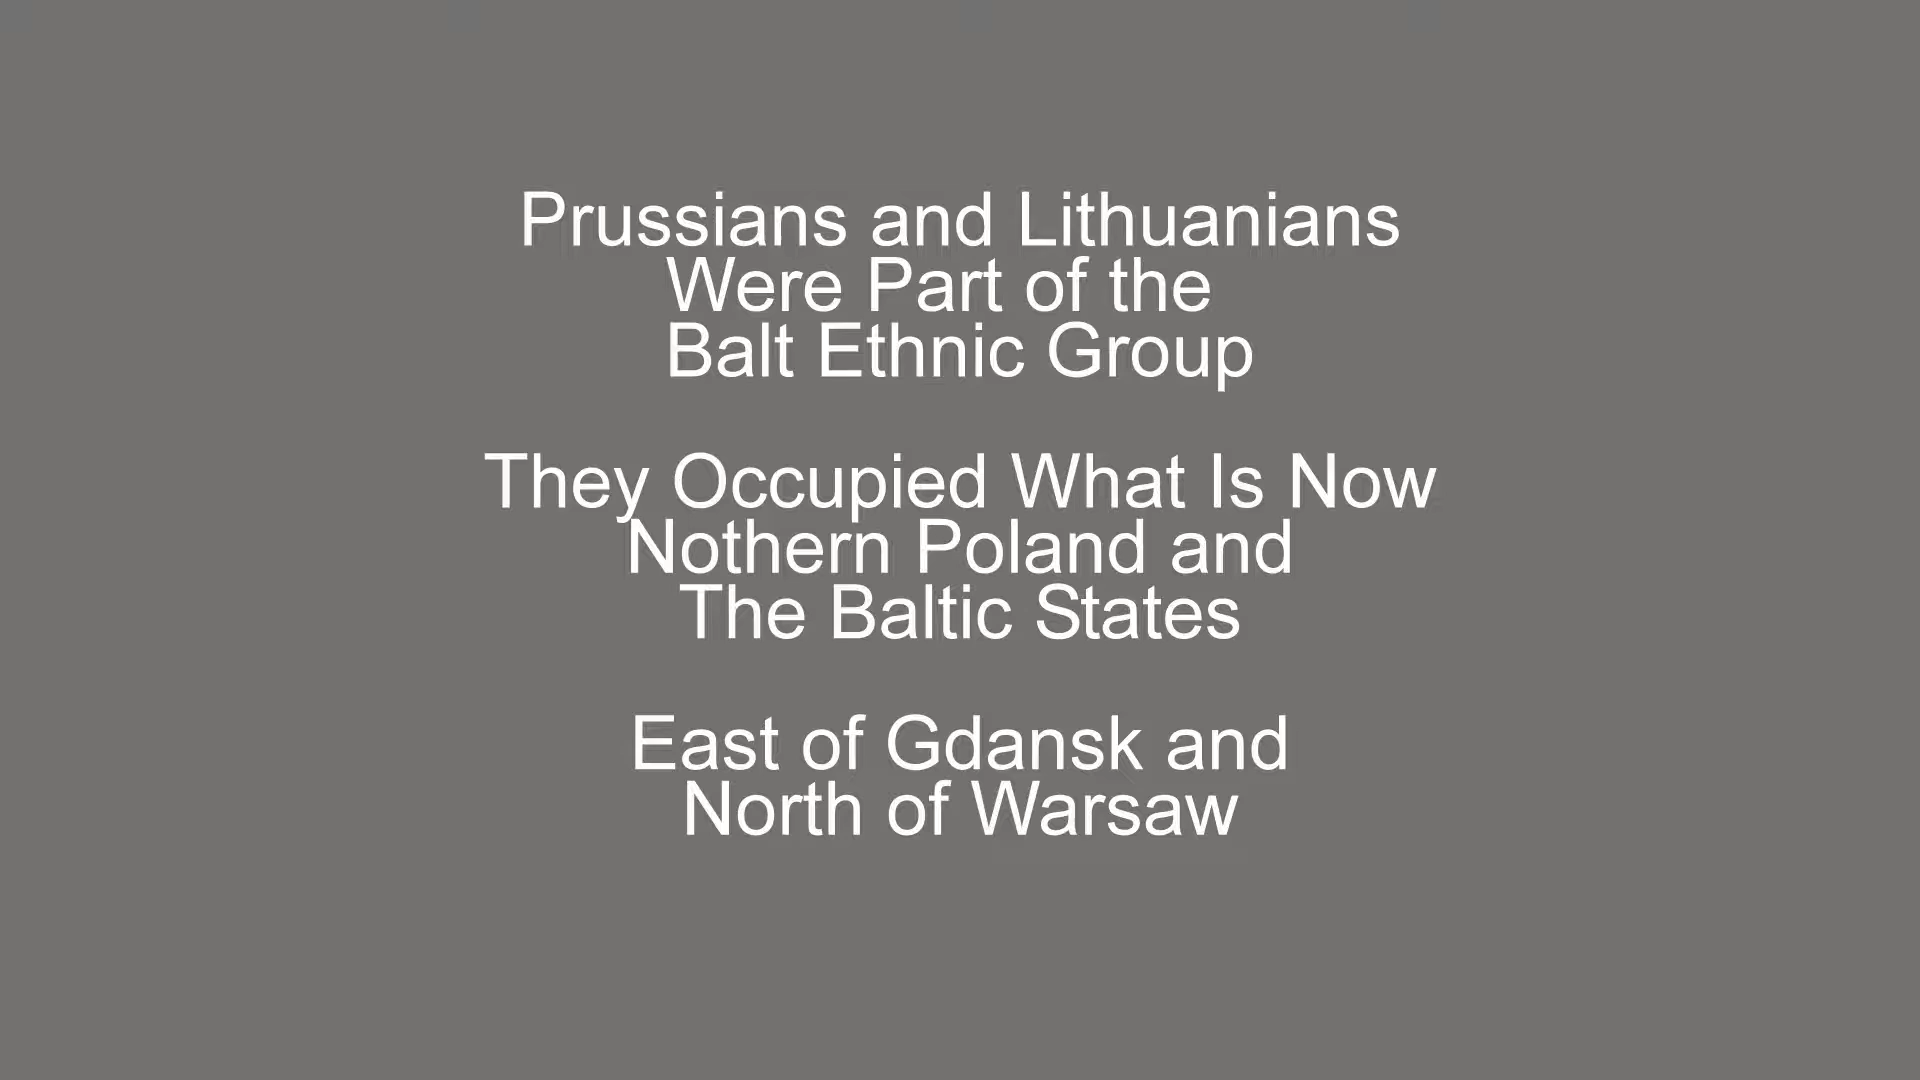 Prussians and Lithuanians
Were Part of the
Balt Ethnic Group
They Occupied What Is Now
Nothern Poland and
The Baltic States
East of Gdansk and
North of Warsaw